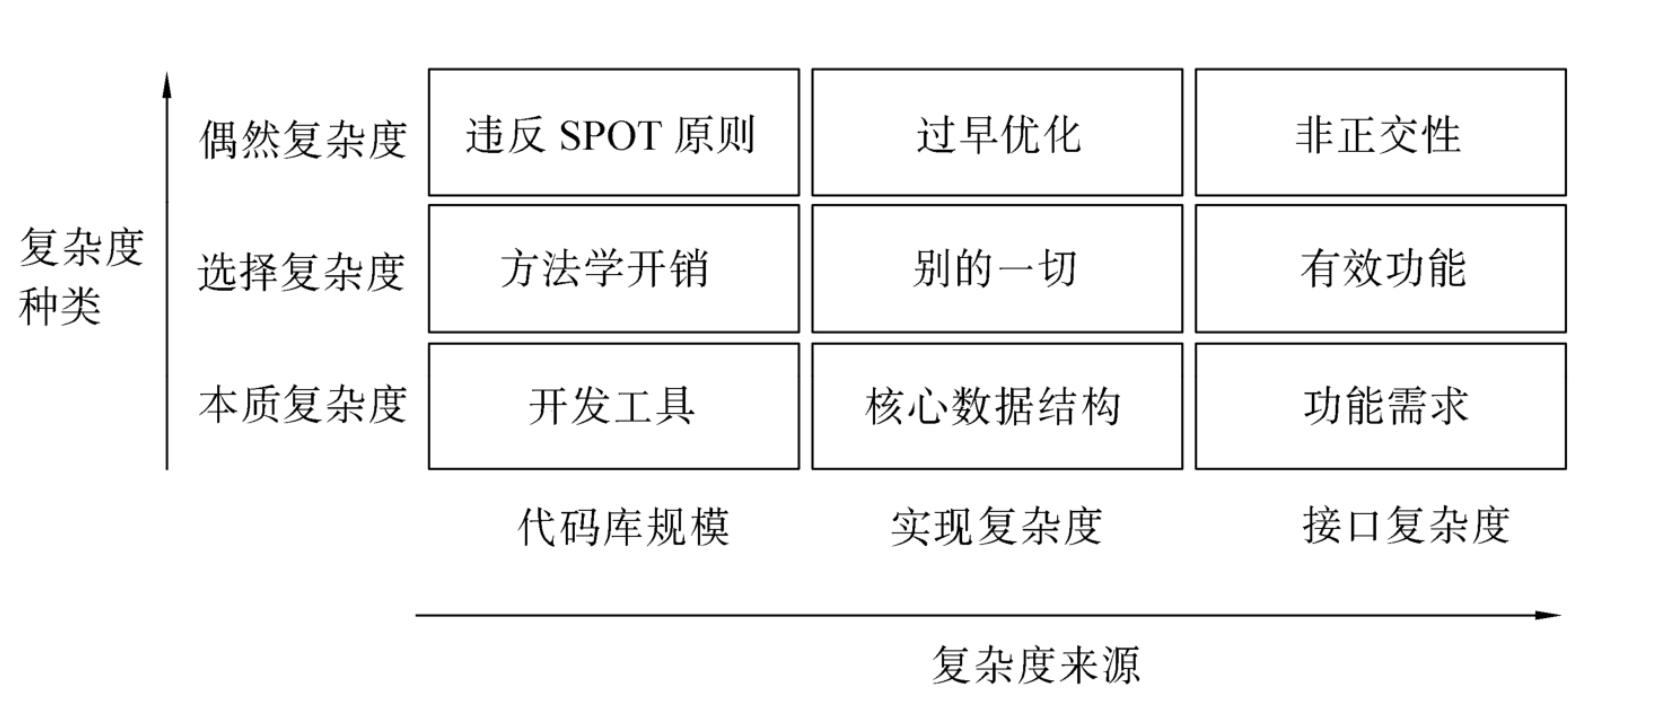 偶然复杂度
违反 SPOT 原则
过早优化
非正交性
复杂度
种类
选择复杂度
方法学开销
别的一切
有效功能
本质复杂度
开发工具
核心数据结构
功能需求
代码库规模
实现复杂度
接口复杂度
复杂度来源